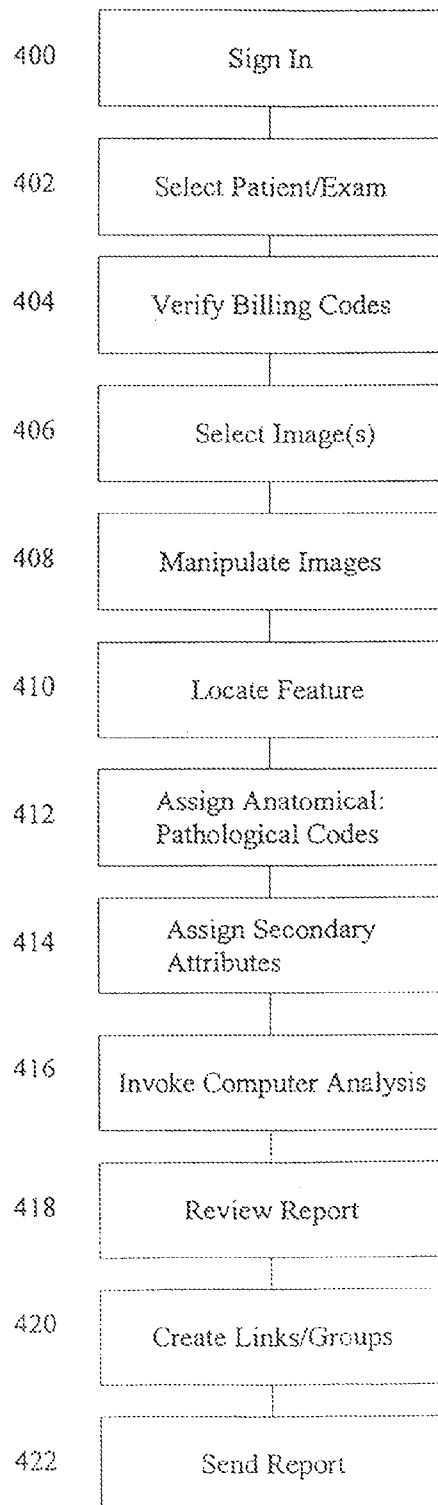 400 Sign In
402 Select Patient/Exam
404 Verify Billing Codes
406 Select Image(s)
408 Manipulate Images
410 Locate Feature
412 Assign Anatomical:
Pathological Codes
414 Assign Secondary
Attributes
416 Invoke Computer Analysis
418 Review Report
420 Create Links/Groups
422 Send Report